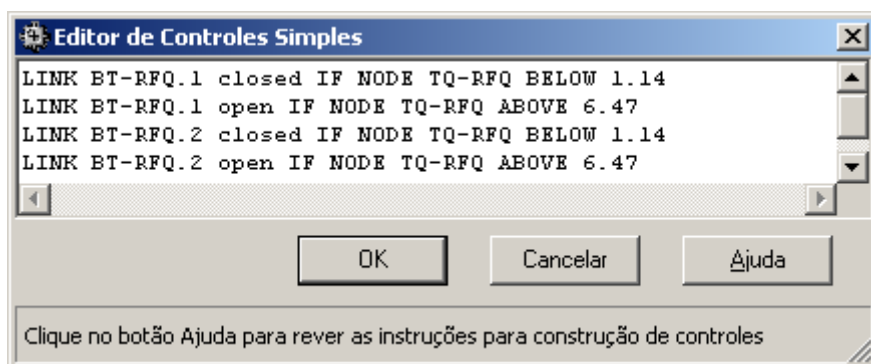 Editor de Controles Simples
LINK BT-RFQ.1 closed IF NODE TQ-RFQ BELOW 1.14
LINK BT-RFQ.1 open IF NODE TQ-RFQ ABOVE 6.47
LINK BT-RFQ.2 closed IF NODE TQ-RFQ BELOW 1.14
LINK BT-RFQ.2 open IF NODE TQ-RFQ ABOVE 6.47
OK Cancelar Ajuda
Clique no botão Ajuda para rever as instruções para construção de controles